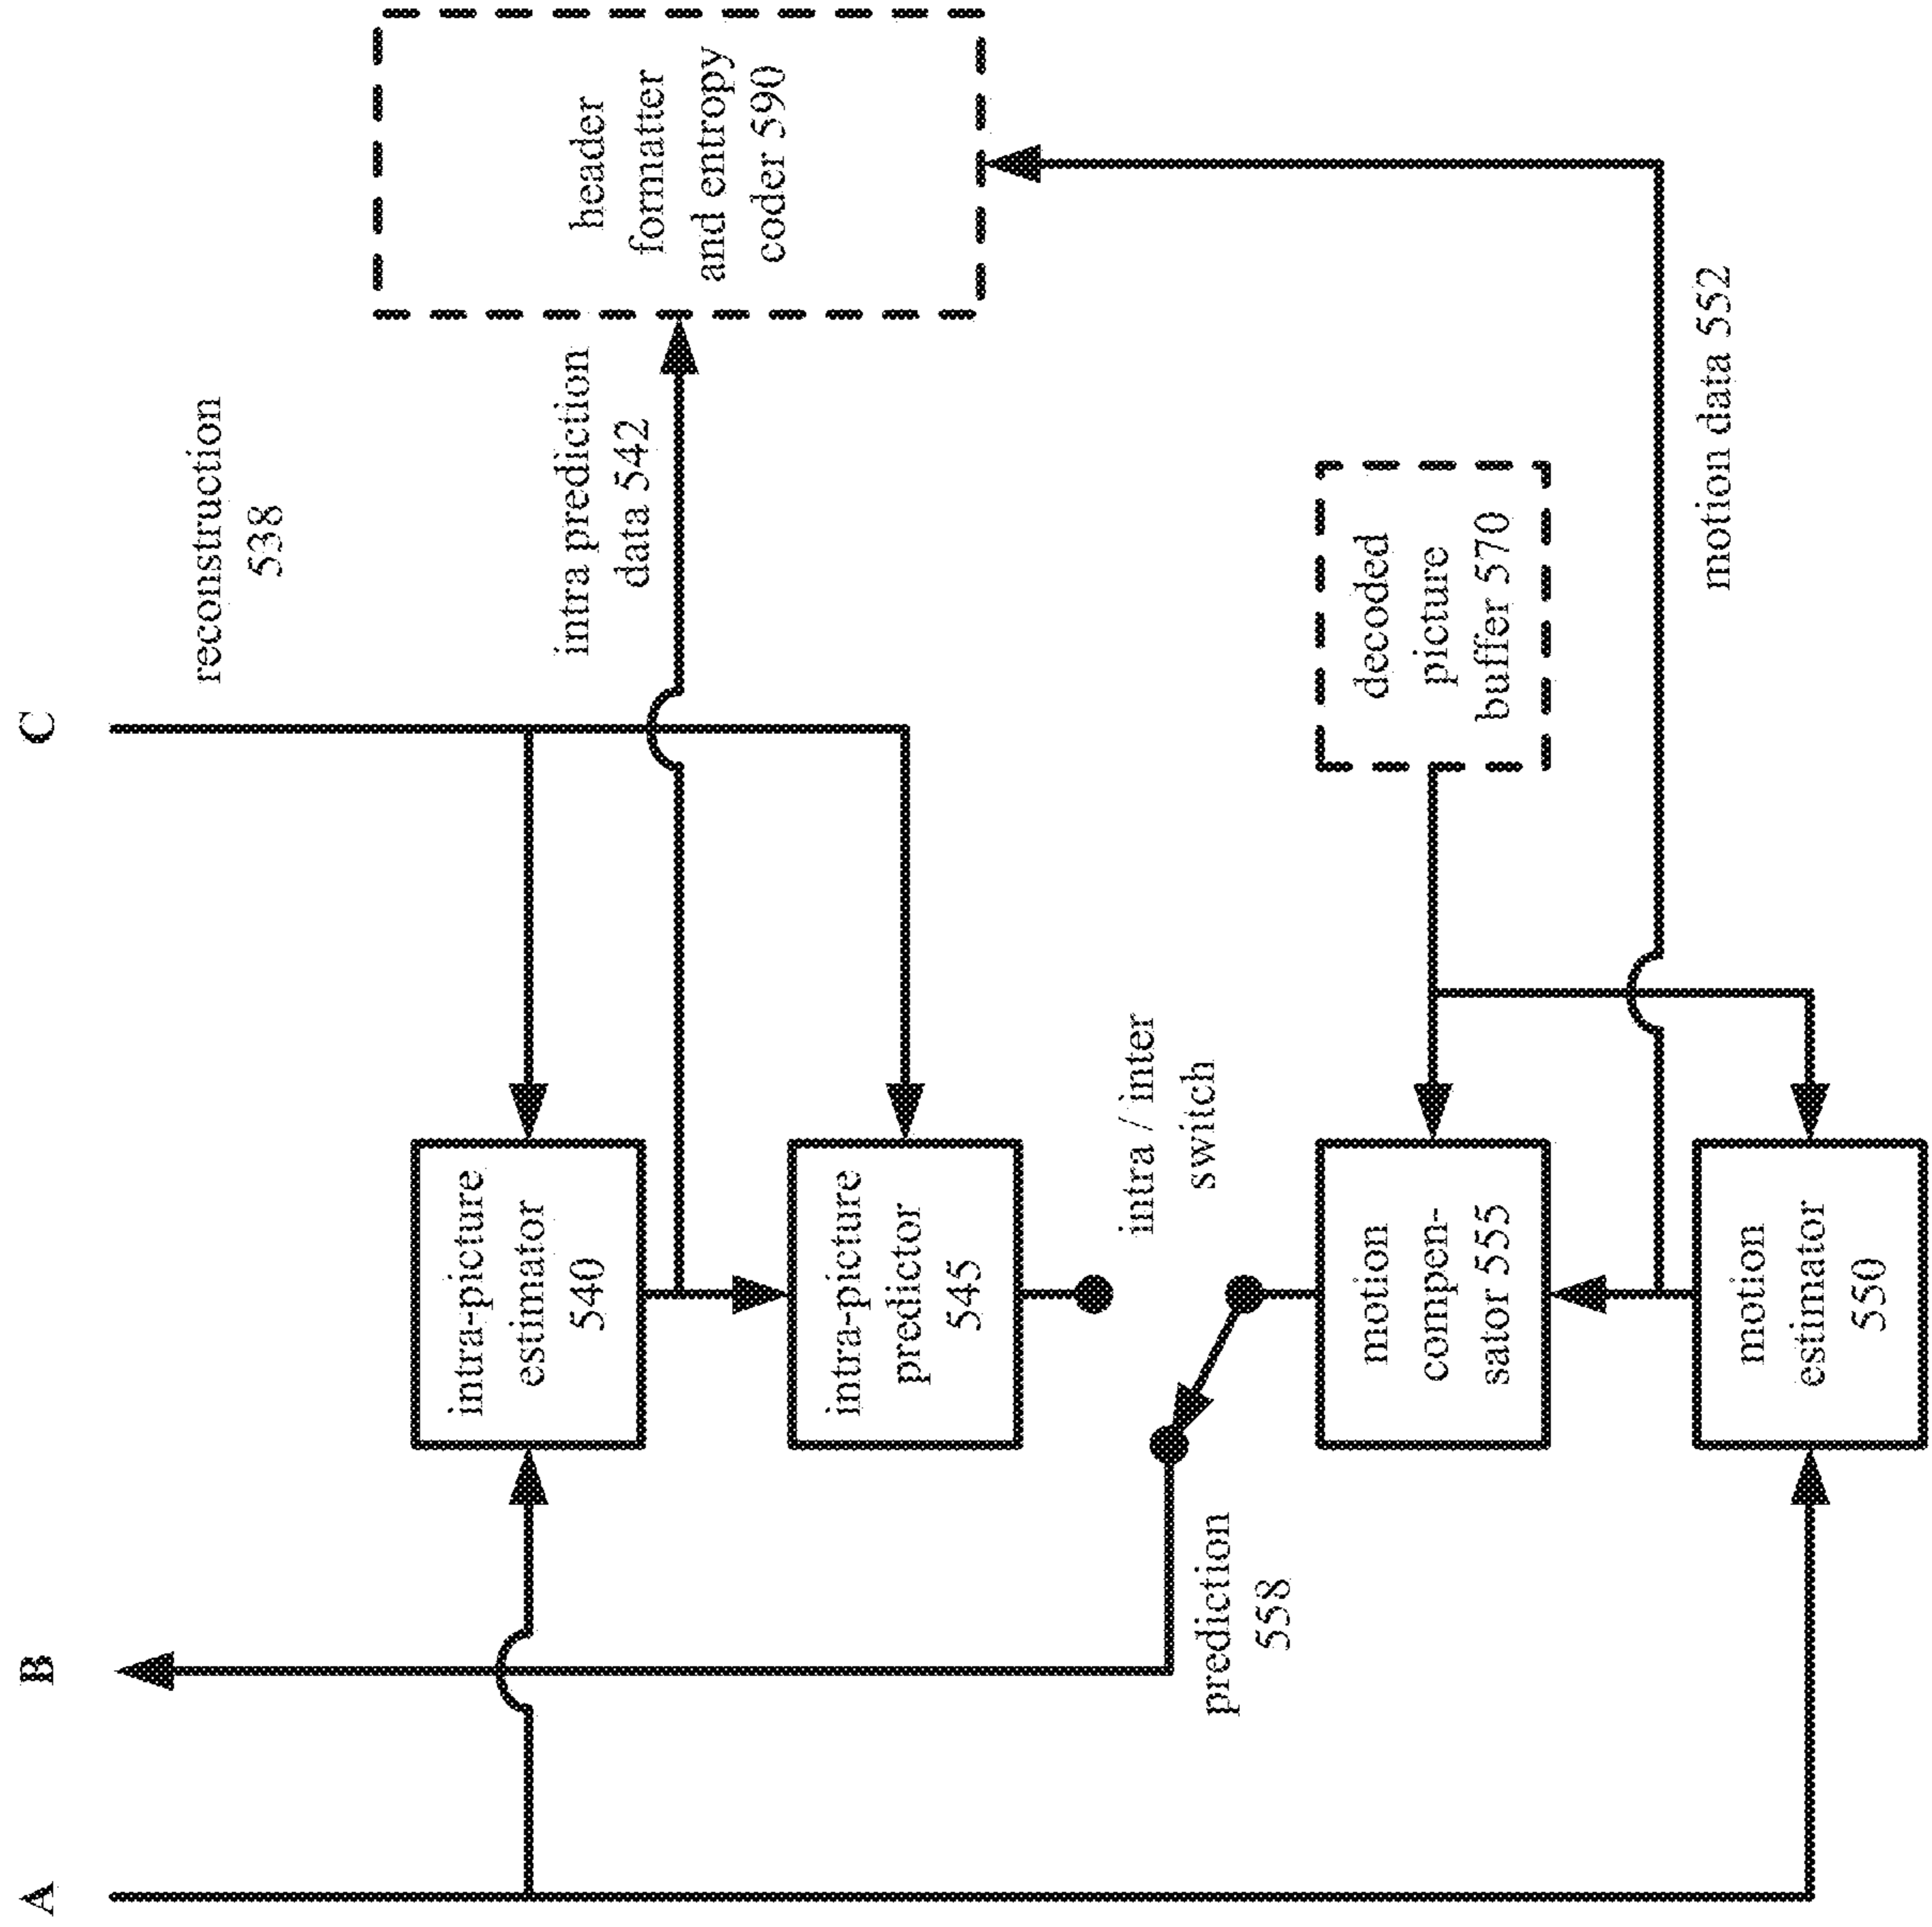 A
B
C
reconstruction
538
intra-picture
estimator
540
intra prediction
data 542
header
formatter
and entropy
coder 590
intra-picture
predictor
545
intra / inter
switch
prediction
558
motion
compen-
sator 555
decoded
picture
buffer 570
motion
estimator
550
motion data 552